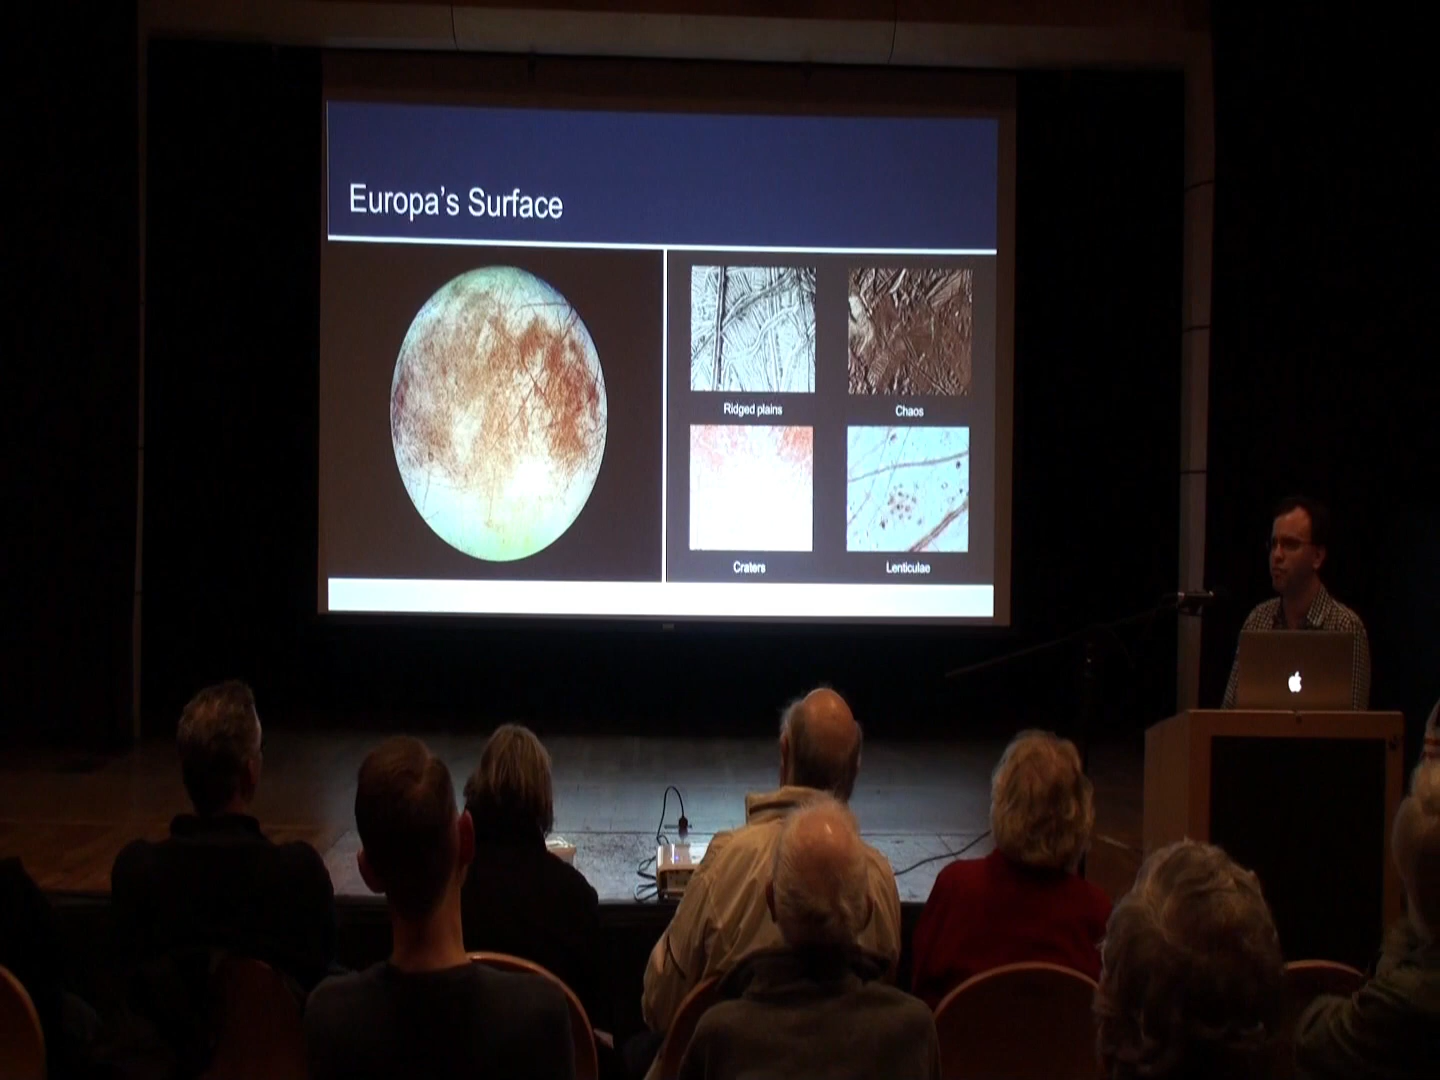 Europa's Surface
Ridged plains
Chaos
Craters
Lenticulae